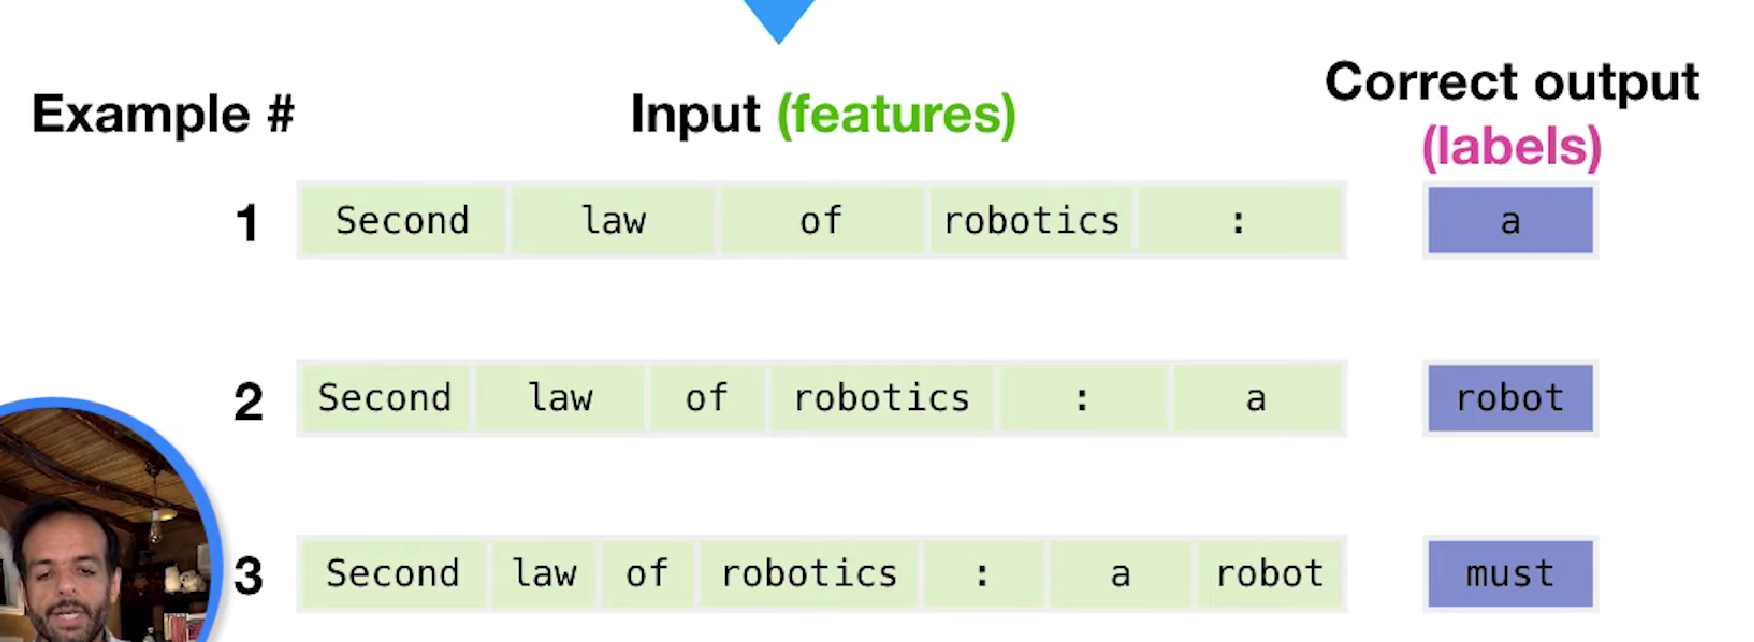 Example # Input (features) Correct output
(labels)
1 Second law of robotics : a
2 Second law of robotics : a robot
3 Second law of robotics : a robot must